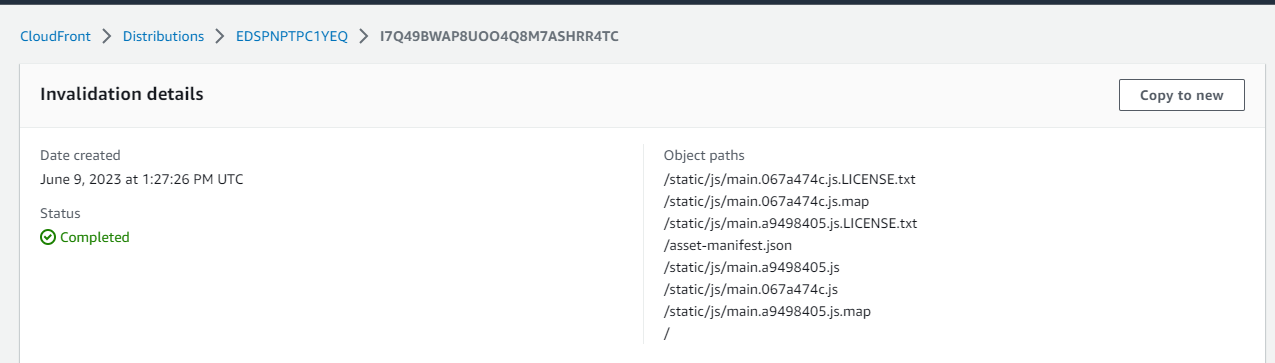 CloudFront > Distributions > EDSPNPTPC1YEQ > I7Q49BWAP8UOO4Q8M7ASHRR4TC
Invalidation details
Copy to new
Date created
June 9, 2023 at 1:27:26 PM UTC
Status
Completed
Object paths
/static/js/main.067a474c.js.LICENSE.txt
/static/js/main.067a474c.js.map
/static/js/main.a9498405.js.LICENSE.txt
/asset-manifest.json
/static/js/main.a9498405.js
/static/js/main.067a474c.js
/static/js/main.a9498405.js.map
/